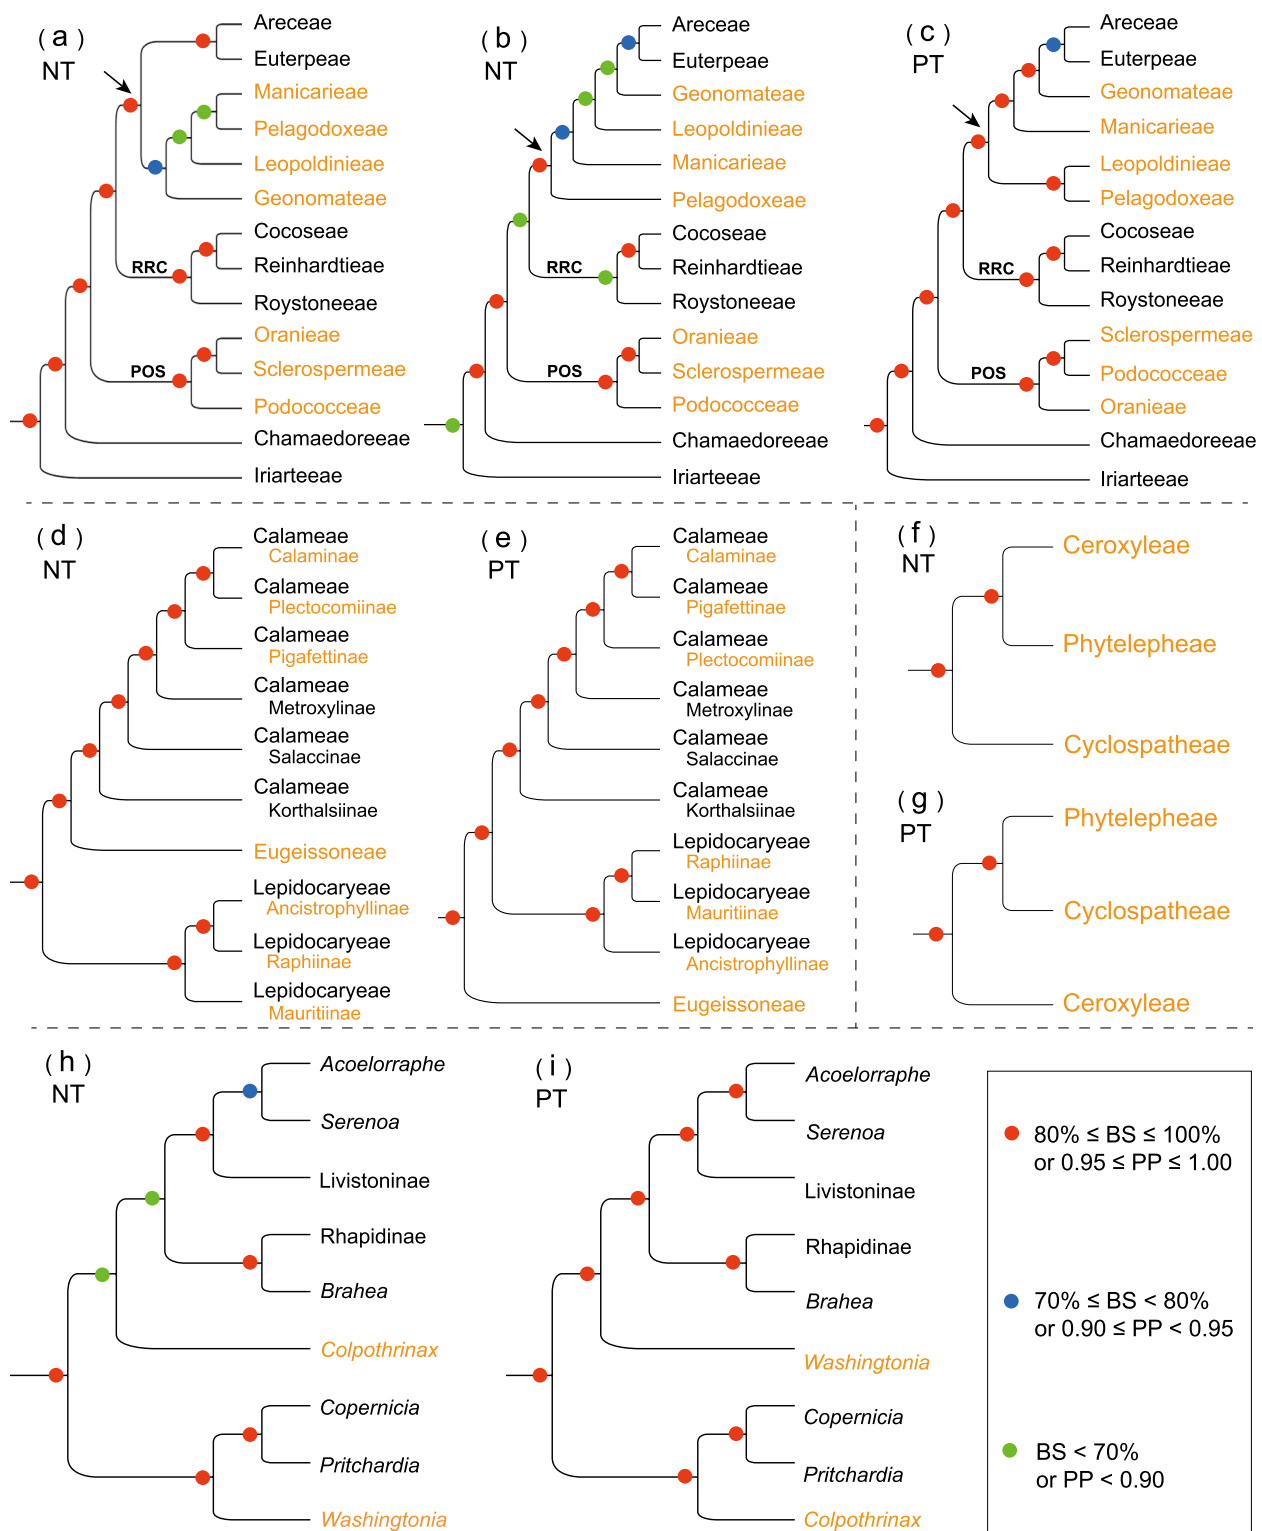 (a)
NT
Areceae
Euterpeae
Manicarieae
Pelagodoxeae
Leopoldinieae
Geonomateae
Cocoseae
RRC
Reinhardtieae
Roystoneeae
Oranieae
POS
Sclerospermeae
Podococceae
Chamaedoreeae
Iriarteeae
(b)
NT
Areceae
Euterpeae
Geonomateae
Leopoldinieae
Manicarieae
Pelagodoxeae
Cocoseae
RRC
Reinhardtieae
Roystoneeae
Oranieae
POS
Sclerospermeae
Podococceae
Chamaedoreeae
Iriarteeae
(c)
PT
Areceae
Euterpeae
Geonomateae
Manicarieae
Leopoldinieae
Pelagodoxeae
Cocoseae
RRC
Reinhardtieae
Roystoneeae
Sclerospermeae
POS
Podococceae
Oranieae
Chamaedoreeae
Iriarteeae
(d)
NT
Calameae
Calaminae
Calameae
Plectocomiinae
Calameae
Pigafettinae
Calameae
Metroxylinae
Calameae
Salaccinae
Calameae
Korthalsiinae
Eugeissoneae
Lepidocaryeae
Ancistrophyllinae
Lepidocaryeae
Raphiinae
Lepidocaryeae
Mauritiinae
(e)
PT
Calameae
Calaminae
Calameae
Pigafettinae
Calameae
Plectocomiinae
Calameae
Metroxylinae
Calameae
Salaccinae
Calameae
Korthalsiinae
Lepidocaryeae
Raphiinae
Lepidocaryeae
Mauritiinae
Lepidocaryeae
Ancistrophyllinae
Eugeissoneae
(f)
NT
Ceroxyleae
Phytelepheae
Cyclospatheae
(g)
PT
Phytelepheae
Cyclospatheae
Ceroxyleae
(h)
NT
Acoelorraphe
Serenoa
Livistoninae
Rhapidinae
Brahea
Colpothrinax
Copernicia
Pritchardia
Washingtonia
(i)
PT
Acoelorraphe
Serenoa
Livistoninae
Rhapidinae
Brahea
Washingtonia
Copernicia
Pritchardia
Colpothrinax
80% ≤ BS ≤ 100%
or 0.95 ≤ PP ≤ 1.00
70% ≤ BS < 80%
or 0.90 ≤ PP < 0.95
BS < 70%
or PP < 0.90